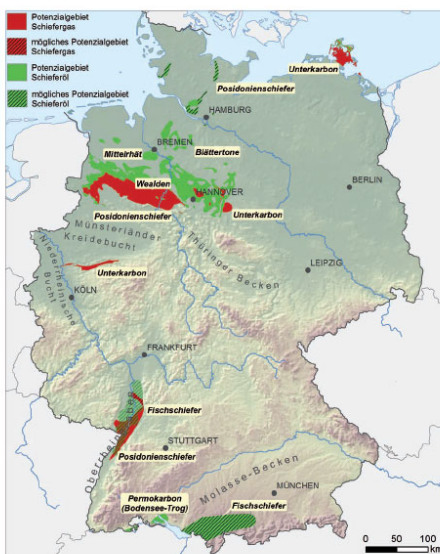 Potenzialgebiet
Schiefergas
mögliches Potenzialgebiet
Schiefergas
Potenzialgebiet
Schieferöl
mögliches Potenzialgebiet
Schieferöl
Unterkarbon
Posidonienschiefer
HAMBURG
BREMEN
Mittelrhät
Blättertone
BERLIN
Wealden
HANNOVER
Posidonienschiefer
Unterkarbon
Münsterländer
Kreidebucht
Thüringer Becken
Niederrheinische
Bucht
LEIPZIG
Unterkarbon
KÖLN
FRANKFURT
Oberrheingraben
Fischschiefer
STUTTGART
Posidonienschiefer
Molasse-Becken
Permokarbon
(Bodensee-Trog)
Fischschiefer
MÜNCHEN
0 50 100
km